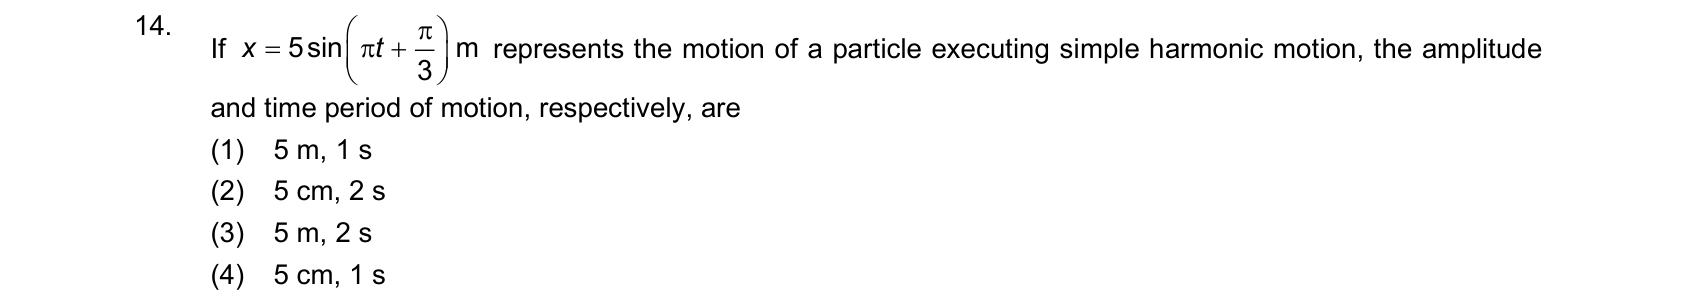 14. If x = 5 sin(πt + π/3) m represents the motion of a particle executing simple harmonic motion, the amplitude
and time period of motion, respectively, are
(1) 5 m, 1 s
(2) 5 cm, 2 s
(3) 5 m, 2 s
(4) 5 cm, 1 s